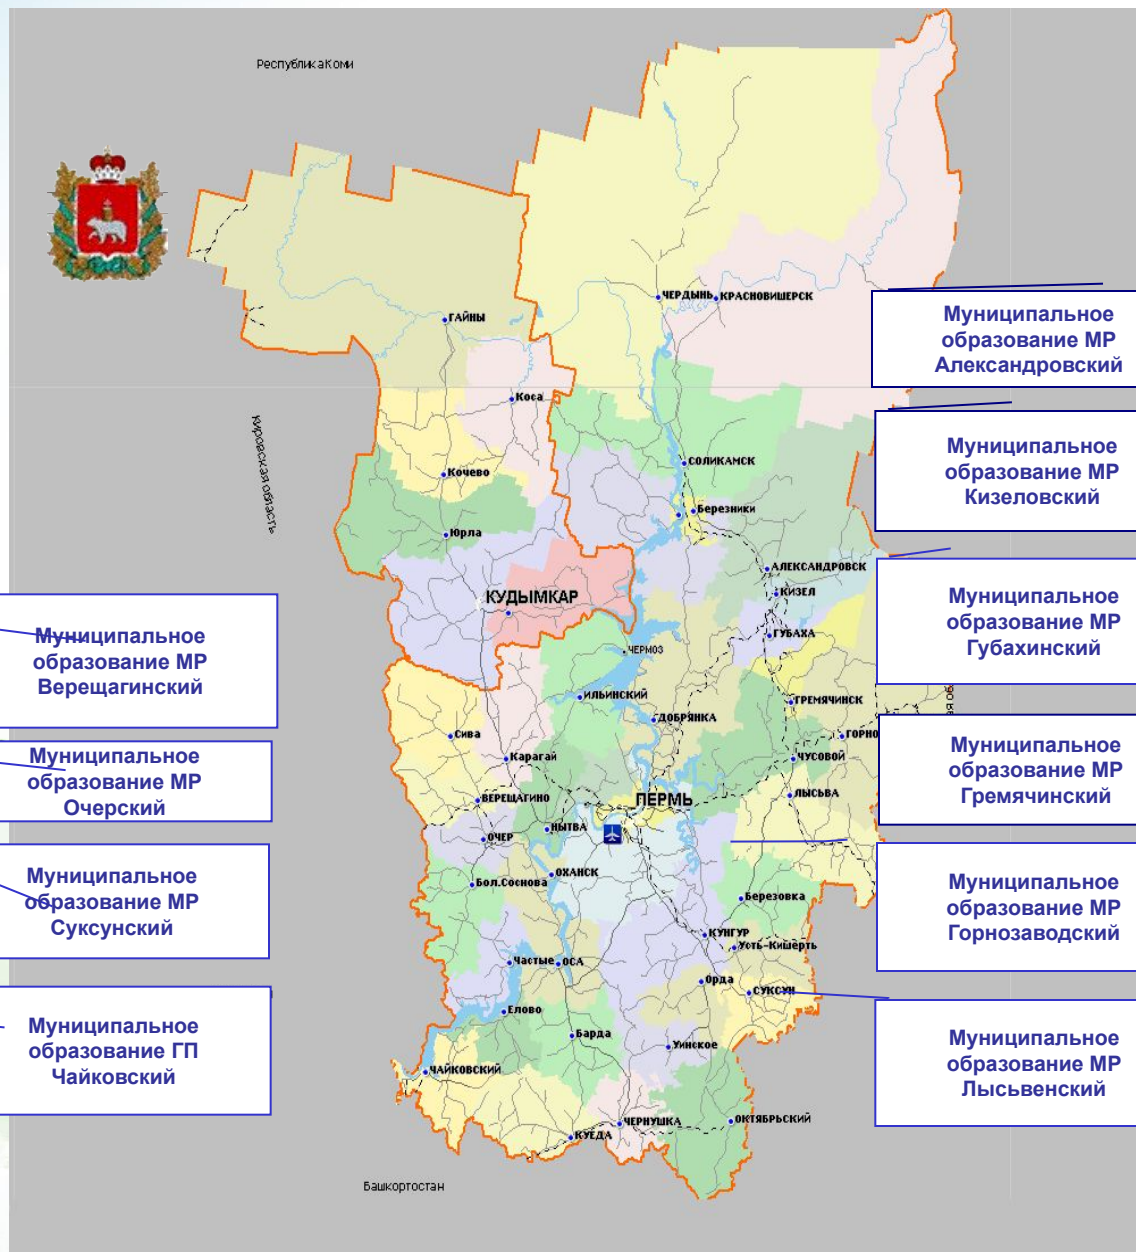 Республика Коми
ЧЕРДЫНЬ
КРАСНОВИШЕРСК
ГАЙНЫ
Муниципальное
образование МР
Александровский
Коса
Кировская область
Муниципальное
образование МР
Кизеловский
СОЛИКАМСК
Кочево
Березники
Юрла
АЛЕКСАНДРОВСК
КИЗЕЛ
КУДЫМКАР
Муниципальное
образование МР
Губахинский
ГУБАХА
ЧЕРМОЗ
Муниципальное
образование МР
Верещагинский
ИЛЬИНСКИЙ
ГРЕМЯЧИНСК
ДОБРЯНКА
Сива
ГОРНО
Карагай
ЧУСОВОЙ
Муниципальное
образование МР
Очерский
Муниципальное
образование МР
Гремячинский
ВЕРЕЩАГИНО
ПЕРМЬ
ЛЫСЬВА
НЫТВА
ОЧЕР
Муниципальное
образование МР
Суксунский
ОХАНСК
Бол.Соснова
Березовка
Муниципальное
образование МР
Горнозаводский
КУНГУР
Усть-Кишерть
Частые
ОСА
Орда
СУКСУН
Елово
Барда
Уинское
Муниципальное
образование ГП
Чайковский
Муниципальное
образование МР
Лысьвенский
ЧАЙКОВСКИЙ
ЧЕРНУШКА
ОКТЯБРЬСКИЙ
КУЕДА
Башкортостан